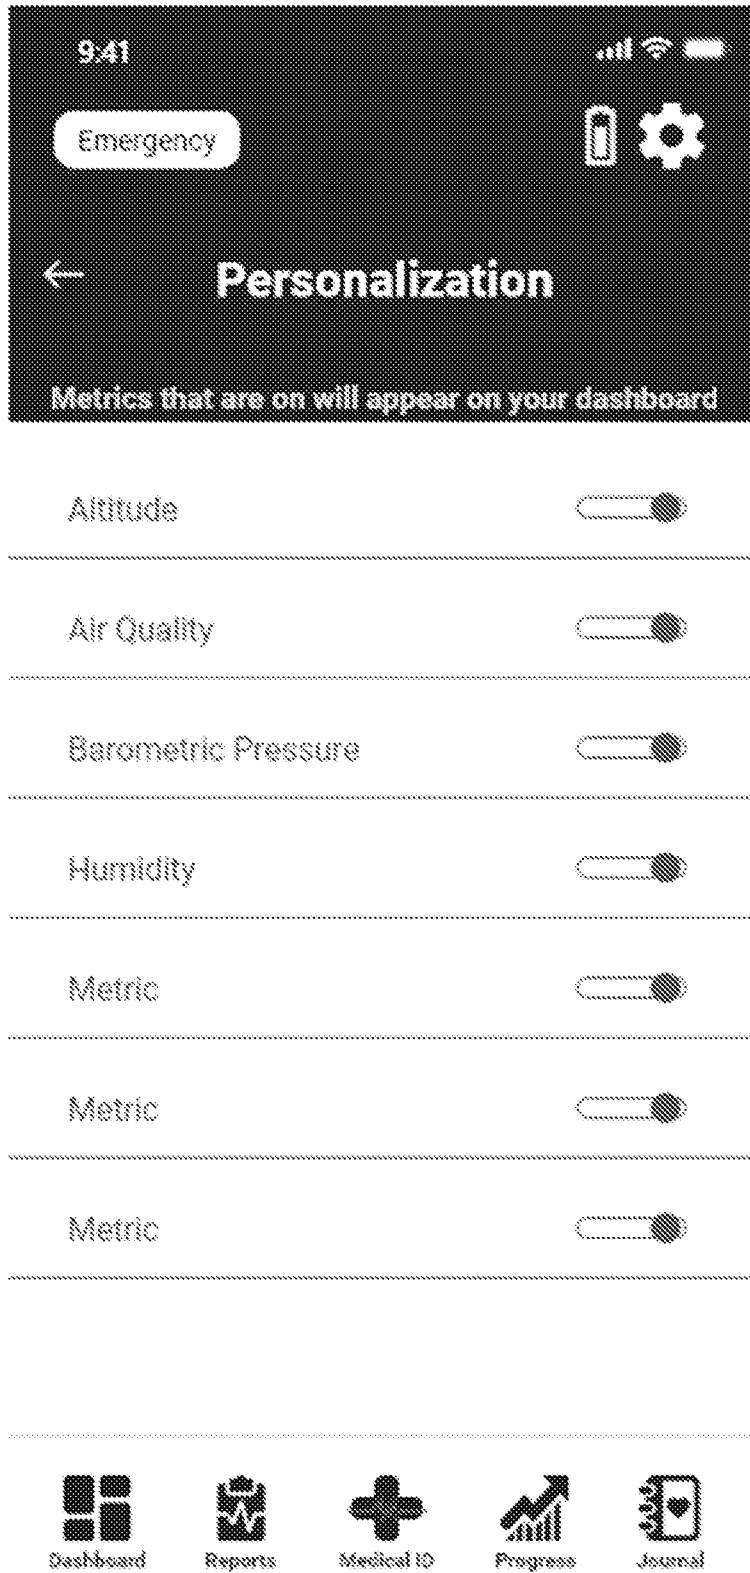 9:41
Emergency
Personalization
Metrics that are on will appear on your dashboard
Altitude
Air Quality
Barometric Pressure
Humidity
Metric
Metric
Metric
Dashboard Reports Medical ID Progress Journal